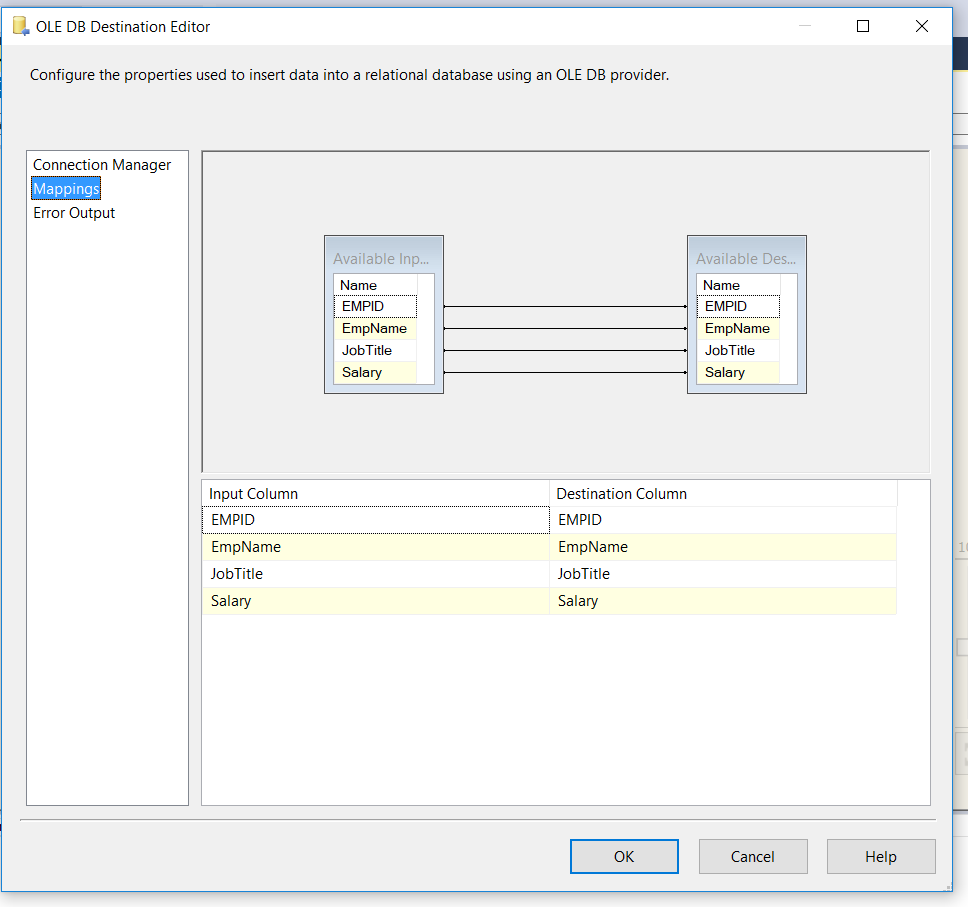 OLE DB Destination Editor
Configure the properties used to insert data into a relational database using an OLE DB provider.
Connection Manager
Mappings
Error Output
Available Inp...
Name
EMPID
EmpName
JobTitle
Salary
Available Des...
Name
EMPID
EmpName
JobTitle
Salary
Input Column Destination Column
EMPID EMPID
EmpName EmpName
JobTitle JobTitle
Salary Salary
OK Cancel Help